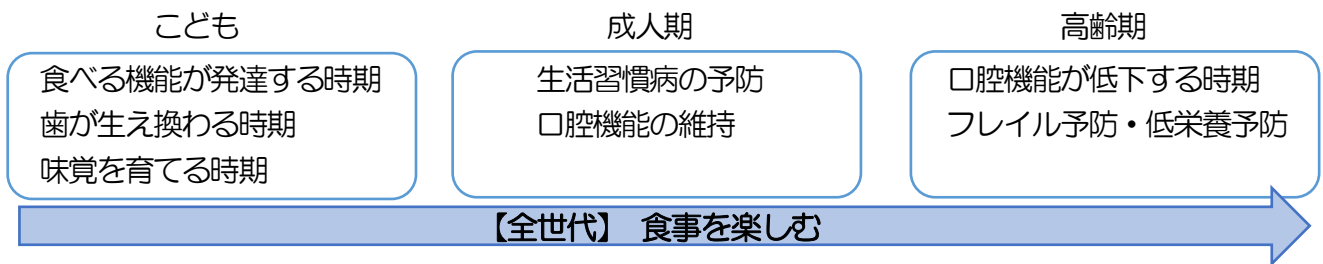 こども
食べる機能が発達する時期
歯が生え換わる時期
味覚を育てる時期
成人期
生活習慣病の予防
口腔機能の維持
高齢期
口腔機能が低下する時期
フレイル予防・低栄養予防
【全世代】 食事を楽しむ